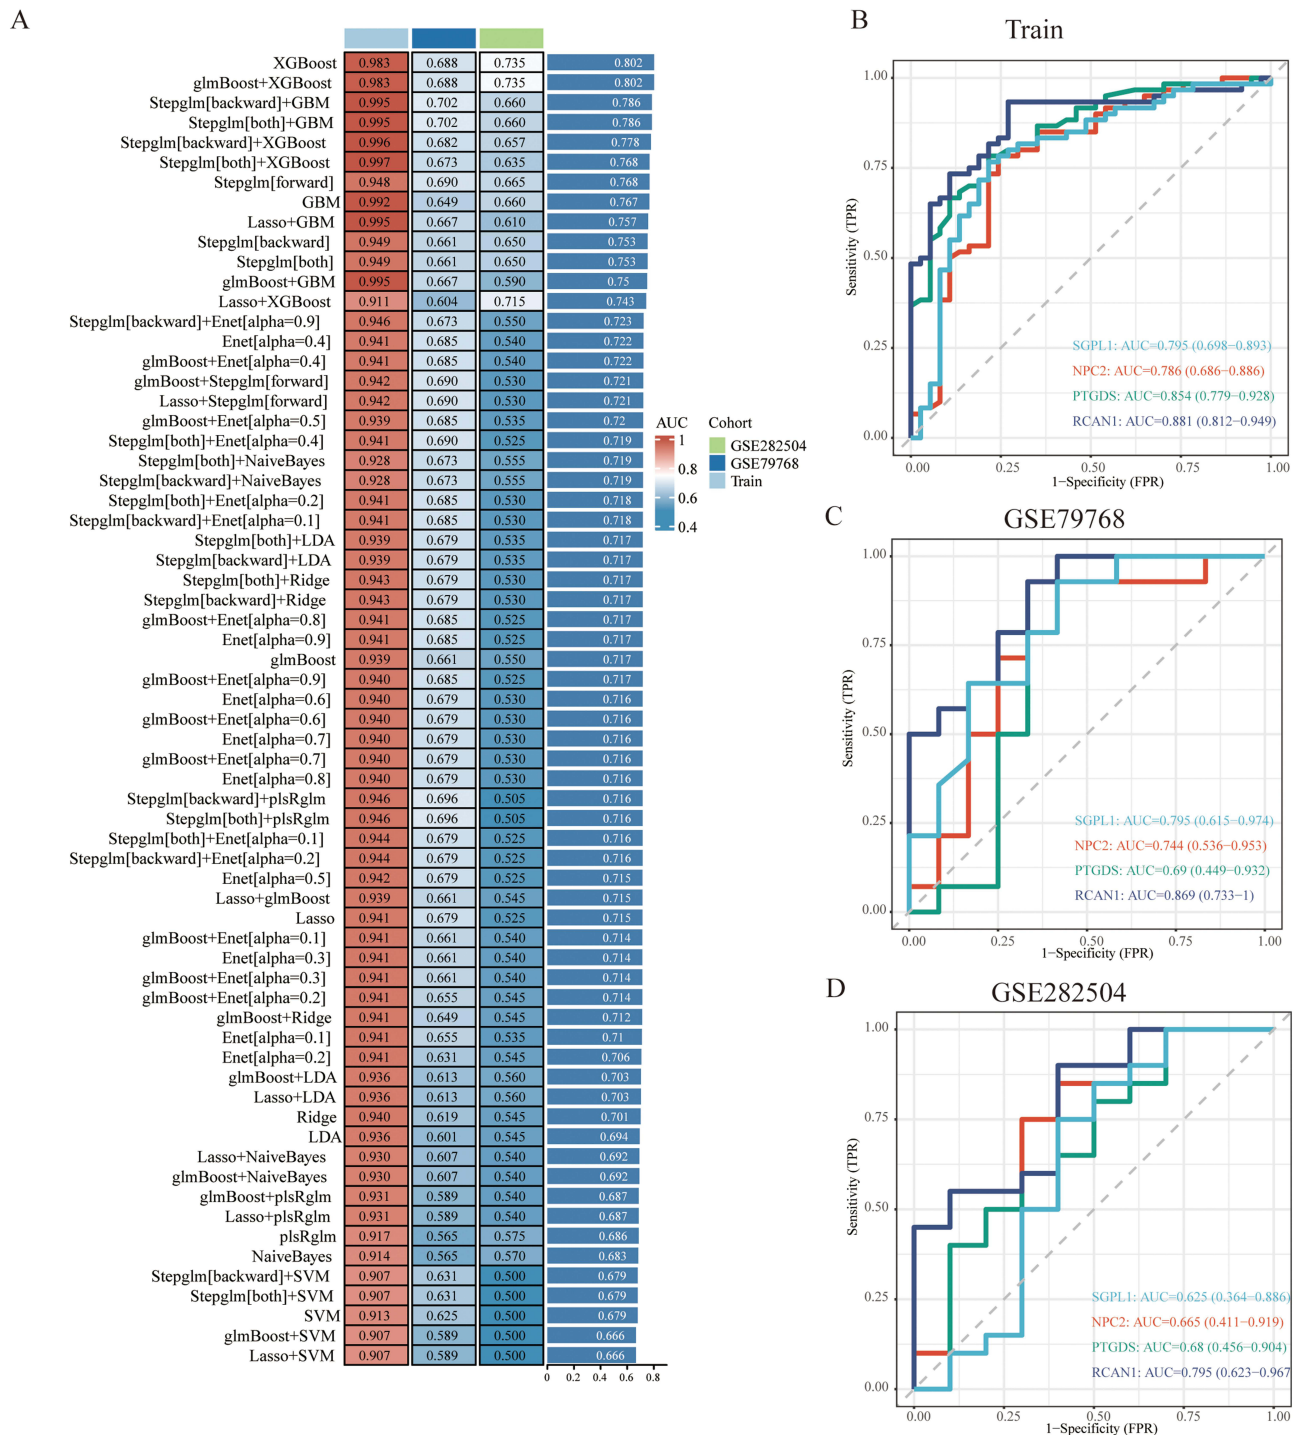 A
XGBoost 0.983 0.688 0.735 0.802
glmBoost+XGBoost 0.983 0.688 0.735 0.802
Stepglm[backward]+GBM 0.995 0.702 0.660 0.786
Stepglm[both]+GBM 0.995 0.702 0.660 0.786
Stepglm[backward]+XGBoost 0.996 0.682 0.657 0.778
Stepglm[both]+XGBoost 0.997 0.673 0.635 0.768
Stepglm[forward] 0.948 0.690 0.665 0.768
GBM 0.992 0.649 0.660 0.767
Lasso+GBM 0.995 0.667 0.610 0.757
Stepglm[backward] 0.949 0.661 0.650 0.753
Stepglm[both] 0.949 0.661 0.650 0.753
glmBoost+GBM 0.995 0.667 0.590 0.75
Lasso+XGBoost 0.911 0.604 0.715 0.743
Stepglm[backward]+Enet[alpha=0.9] 0.946 0.673 0.550 0.723
Enet[alpha=0.4] 0.941 0.685 0.540 0.722
glmBoost+Enet[alpha=0.4] 0.941 0.685 0.540 0.722
glmBoost+Stepglm[forward] 0.942 0.690 0.530 0.721
Lasso+Stepglm[forward] 0.942 0.690 0.530 0.721
glmBoost+Enet[alpha=0.5] 0.939 0.685 0.535 0.72
Stepglm[both]+Enet[alpha=0.4] 0.941 0.690 0.525 0.719
Stepglm[both]+NaiveBayes 0.928 0.673 0.555 0.719
Stepglm[backward]+NaiveBayes 0.928 0.673 0.555 0.719
Stepglm[both]+Enet[alpha=0.2] 0.941 0.685 0.530 0.718
Stepglm[backward]+Enet[alpha=0.1] 0.941 0.685 0.530 0.718
Stepglm[both]+LDA 0.939 0.679 0.535 0.717
Stepglm[backward]+LDA 0.939 0.679 0.535 0.717
Stepglm[both]+Ridge 0.943 0.679 0.530 0.717
Stepglm[backward]+Ridge 0.943 0.679 0.530 0.717
glmBoost+Enet[alpha=0.8] 0.941 0.685 0.525 0.717
Enet[alpha=0.9] 0.941 0.685 0.525 0.717
glmBoost 0.939 0.661 0.550 0.717
glmBoost+Enet[alpha=0.9] 0.940 0.685 0.525 0.717
Enet[alpha=0.6] 0.940 0.679 0.530 0.716
glmBoost+Enet[alpha=0.6] 0.940 0.679 0.530 0.716
Enet[alpha=0.7] 0.940 0.679 0.530 0.716
glmBoost+Enet[alpha=0.7] 0.940 0.679 0.530 0.716
Enet[alpha=0.8] 0.940 0.679 0.530 0.716
Stepglm[backward]+plsRglm 0.946 0.696 0.505 0.716
Stepglm[both]+plsRglm 0.946 0.696 0.505 0.716
Stepglm[both]+Enet[alpha=0.1] 0.944 0.679 0.525 0.716
Stepglm[backward]+Enet[alpha=0.2] 0.944 0.679 0.525 0.716
Enet[alpha=0.5] 0.942 0.679 0.525 0.715
Lasso+glmBoost 0.939 0.661 0.545 0.715
Lasso 0.941 0.679 0.525 0.715
glmBoost+Enet[alpha=0.1] 0.941 0.661 0.540 0.714
Enet[alpha=0.3] 0.941 0.661 0.540 0.714
glmBoost+Enet[alpha=0.3] 0.941 0.661 0.540 0.714
glmBoost+Enet[alpha=0.2] 0.941 0.655 0.545 0.714
glmBoost+Ridge 0.941 0.649 0.545 0.712
Enet[alpha=0.1] 0.941 0.655 0.535 0.71
Enet[alpha=0.2] 0.941 0.631 0.545 0.706
glmBoost+LDA 0.936 0.613 0.560 0.703
Lasso+LDA 0.936 0.613 0.560 0.703
Ridge 0.940 0.619 0.545 0.701
LDA 0.936 0.601 0.545 0.694
Lasso+NaiveBayes 0.930 0.607 0.540 0.692
glmBoost+NaiveBayes 0.930 0.607 0.540 0.692
glmBoost+plsRglm 0.931 0.589 0.540 0.687
Lasso+plsRglm 0.931 0.589 0.540 0.687
plsRglm 0.917 0.565 0.575 0.686
NaiveBayes 0.914 0.565 0.570 0.683
Stepglm[backward]+SVM 0.907 0.631 0.500 0.679
Stepglm[both]+SVM 0.907 0.631 0.500 0.679
SVM 0.913 0.625 0.500 0.679
glmBoost+SVM 0.907 0.589 0.500 0.666
Lasso+SVM 0.907 0.589 0.500 0.666
0 0.2 0.4 0.6 0.8
AUC
1
0.8
0.6
0.4
Cohort
GSE282504
GSE79768
Train
B
Train
Sensitivity (TPR)
1.00
0.75
0.50
0.25
0.00
SGPL1: AUC=0.795 (0.698−0.893)
NPC2: AUC=0.786 (0.686−0.886)
PTGDS: AUC=0.854 (0.779−0.928)
RCAN1: AUC=0.881 (0.812−0.949)
0.00 0.25 0.50 0.75 1.00
1−Specificity (FPR)
C
GSE79768
Sensitivity (TPR)
1.00
0.75
0.50
0.25
0.00
SGPL1: AUC=0.795 (0.615−0.974)
NPC2: AUC=0.744 (0.536−0.953)
PTGDS: AUC=0.69 (0.449−0.932)
RCAN1: AUC=0.869 (0.733−1)
0.00 0.25 0.50 0.75 1.00
1−Specificity (FPR)
D
GSE282504
Sensitivity (TPR)
1.00
0.75
0.50
0.25
0.00
SGPL1: AUC=0.625 (0.364−0.886)
NPC2: AUC=0.665 (0.411−0.919)
PTGDS: AUC=0.68 (0.456−0.904)
RCAN1: AUC=0.795 (0.623−0.967
0.00 0.25 0.50 0.75 1.00
1−Specificity (FPR)